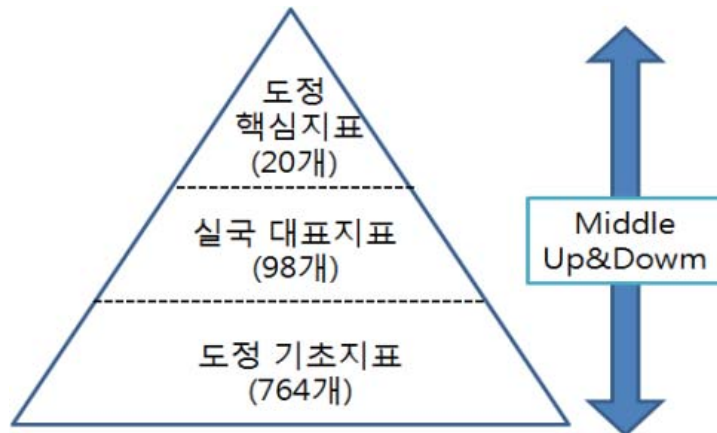 도정
핵심지표
(20개)
실국 대표지표
(98개)
도정 기초지표
(764개)
Middle
Up&Dowm